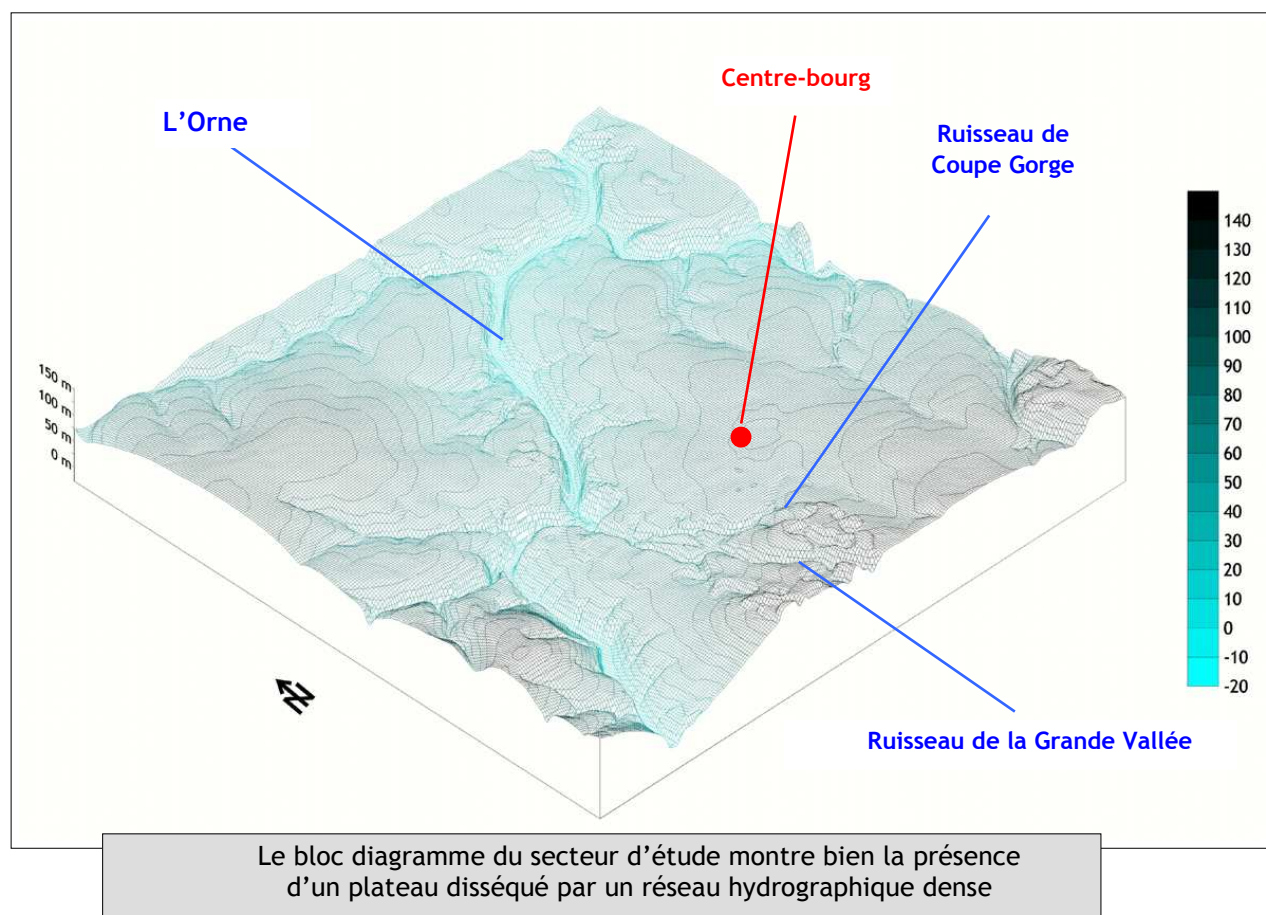 Centre-bourg
L'Orne
Ruisseau de
Coupe Gorge
140
130
120
110
100
90
80
70
60
50
40
30
20
10
0
-10
-20
150 m
100 m
50 m
0 m
N
Ruisseau de la Grande Vallée
Le bloc diagramme du secteur d'étude montre bien la présence
d'un plateau disséqué par un réseau hydrographique dense